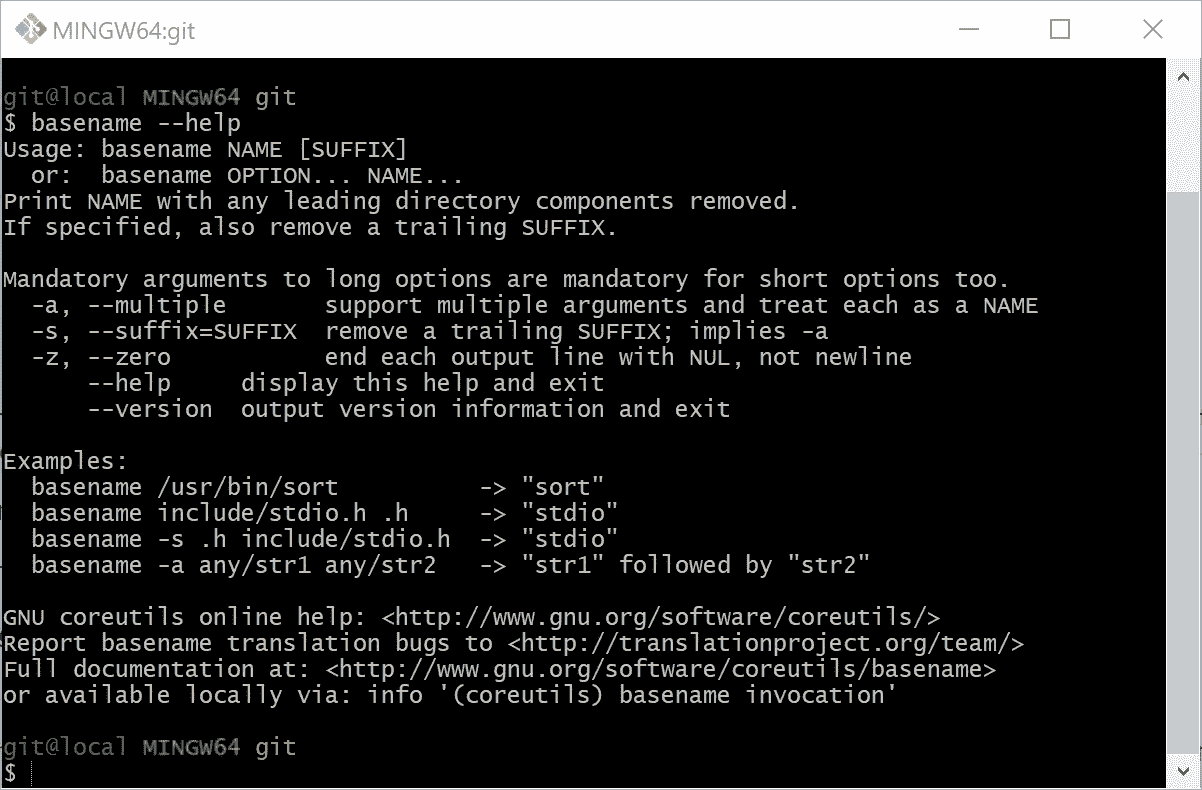 MINGW64:git
git@local MINGW64 git
$ basename --help
Usage: basename NAME [SUFFIX]
  or:  basename OPTION... NAME...
Print NAME with any leading directory components removed.
If specified, also remove a trailing SUFFIX.

Mandatory arguments to long options are mandatory for short options too.
  -a, --multiple       support multiple arguments and treat each as a NAME
  -s, --suffix=SUFFIX  remove a trailing SUFFIX; implies -a
  -z, --zero           end each output line with NUL, not newline
      --help     display this help and exit
      --version  output version information and exit

Examples:
  basename /usr/bin/sort          -> "sort"
  basename include/stdio.h .h     -> "stdio"
  basename -s .h include/stdio.h  -> "stdio"
  basename -a any/str1 any/str2   -> "str1" followed by "str2"

GNU coreutils online help: <http://www.gnu.org/software/coreutils/>
Report basename translation bugs to <http://translationproject.org/team/>
Full documentation at: <http://www.gnu.org/software/coreutils/basename>
or available locally via: info '(coreutils) basename invocation'

git@local MINGW64 git
$